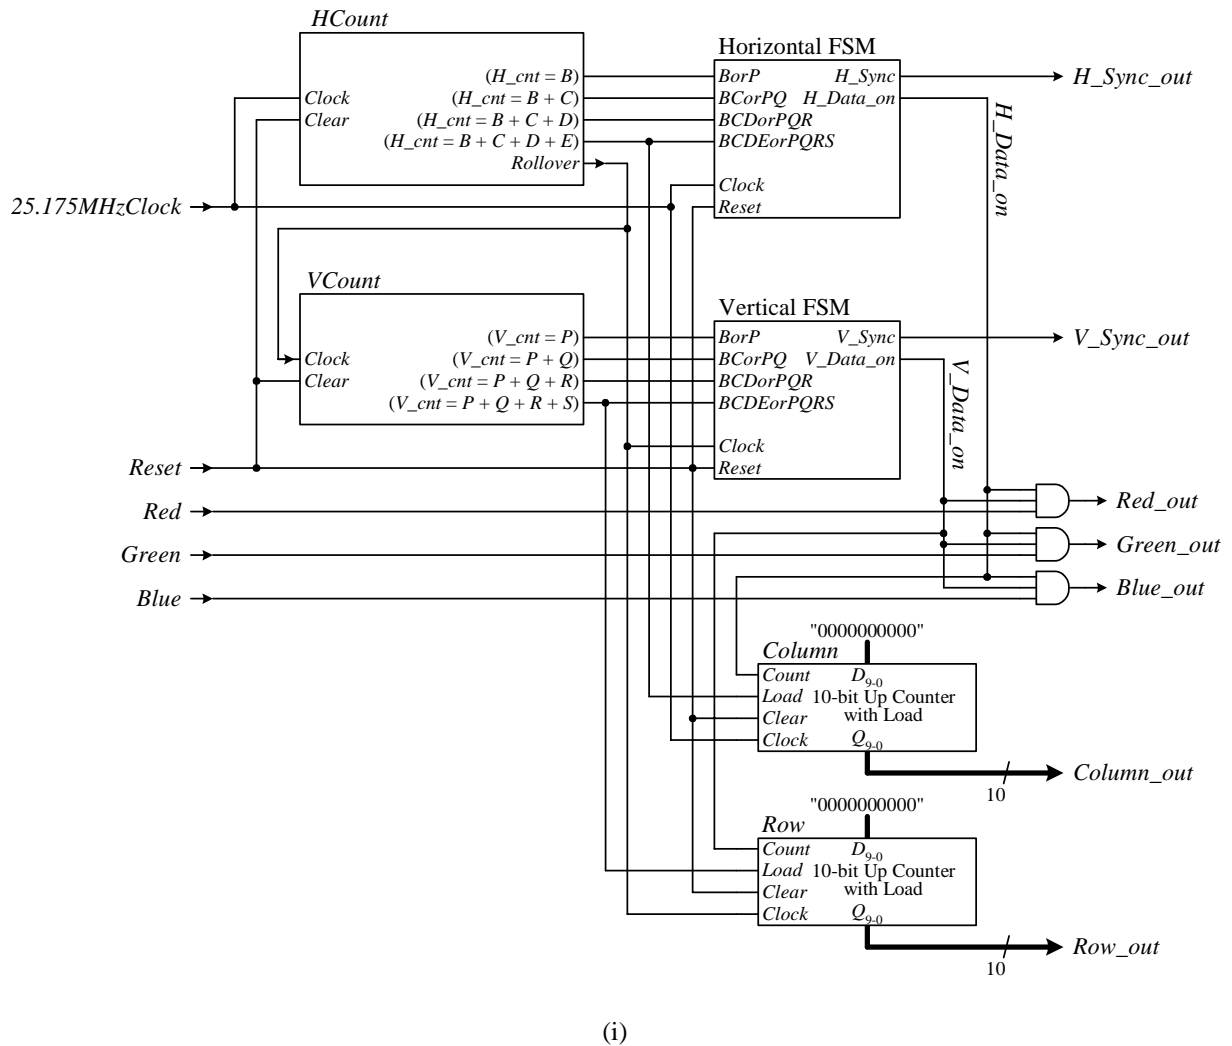 HCount
Clock
Clear
(H_cnt = B)
(H_cnt = B + C)
(H_cnt = B + C + D)
(H_cnt = B + C + D + E)
Rollover
Horizontal FSM
BorP
BCorPQ
BCDorPQR
BCDEorPQRS
Clock
Reset
H_Sync
H_Data_on
H_Sync_out
H_Data_on
25.175MHzClock
VCount
Clock
Clear
(V_cnt = P)
(V_cnt = P + Q)
(V_cnt = P + Q + R)
(V_cnt = P + Q + R + S)
Vertical FSM
BorP
BCorPQ
BCDorPQR
BCDEorPQRS
Clock
Reset
V_Sync
V_Data_on
V_Sync_out
V_Data_on
Reset
Red
Green
Blue
Red_out
Green_out
Blue_out
"0000000000"
Column
Count D9-0
Load 10-bit Up Counter
Clear with Load
Clock Q9-0
10
Column_out
"0000000000"
Row
Count D9-0
Load 10-bit Up Counter
Clear with Load
Clock Q9-0
10
Row_out
(i)